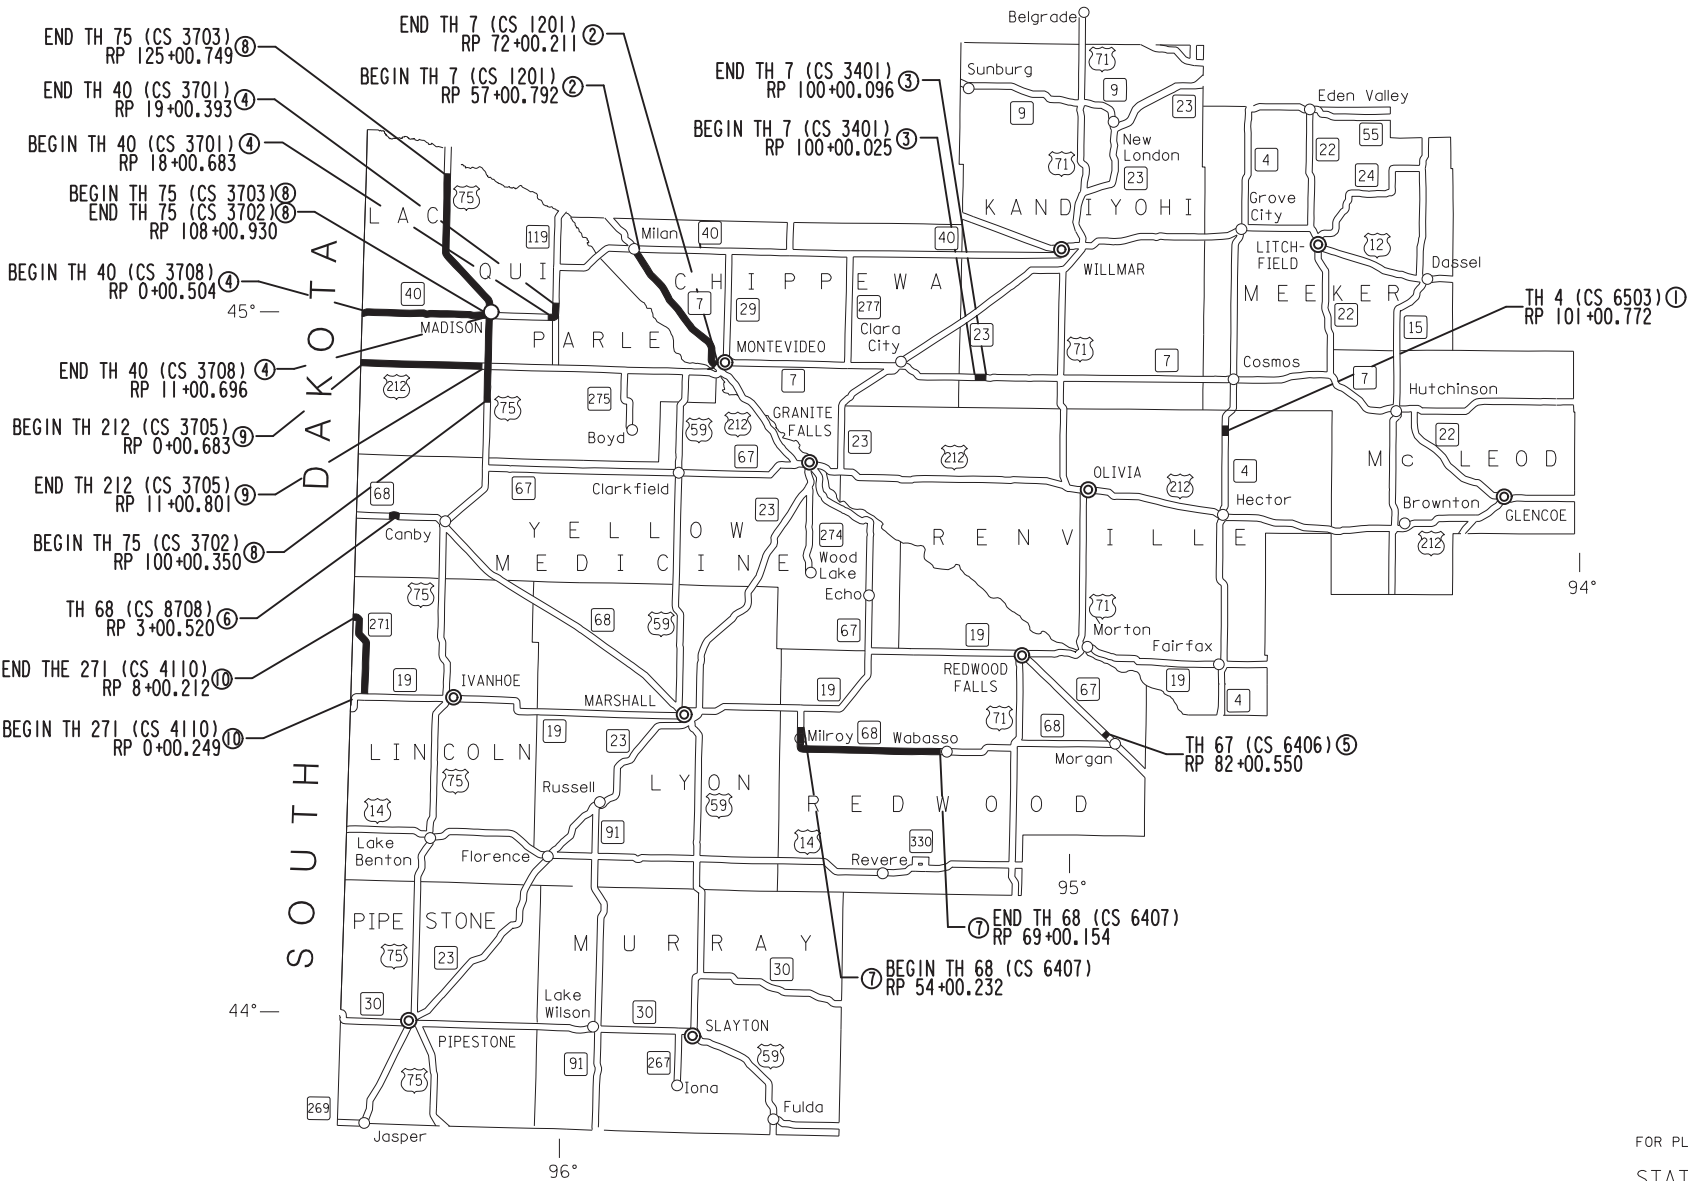 END TH 75 (CS 3703) ⑧
RP 125+00.749
END TH 40 (CS 3701) ④
RP 19+00.393
BEGIN TH 40 (CS 3701) ④
RP 18+00.683
BEGIN TH 75 (CS 3703) ⑧
END TH 75 (CS 3702) ⑧
RP 108+00.930
BEGIN TH 40 (CS 3708) ④
RP 0+00.504
END TH 40 (CS 3708) ④
RP 11+00.696
BEGIN TH 212 (CS 3705) ⑨
RP 0+00.683
END TH 212 (CS 3705) ⑨
RP 11+00.801
BEGIN TH 75 (CS 3702) ⑧
RP 100+00.350
TH 68 (CS 8708) ⑥
RP 3+00.520
END THE 271 (CS 4110) ⑩
RP 8+00.212
BEGIN TH 271 (CS 4110) ⑩
RP 0+00.249
END TH 7 (CS 1201) ②
RP 72+00.211
BEGIN TH 7 (CS 1201) ②
RP 57+00.792
END TH 7 (CS 3401) ③
RP 100+00.096
BEGIN TH 7 (CS 3401) ③
RP 100+00.025
TH 4 (CS 6503) ①
RP 101+00.772
TH 67 (CS 6406) ⑤
RP 82+00.550
⑦ END TH 68 (CS 6407)
RP 69+00.154
⑦ BEGIN TH 68 (CS 6407)
RP 54+00.232
SOUTH DAKOTA
45°
44°
96°
95°
94°
LAC QUI PARLE
75
119
40
MADISON
212
75
275
Boyd
CHIPPEWA
Milan
40
40
7
29
277
Clara City
MONTEVIDEO
7
23
59
212
GRANITE FALLS
KANDIYOHI
Belgrade
71
Sunburg
9
9
23
New London
71
23
WILLMAR
71
7
MEEKER
Eden Valley
55
22
4
24
Grove City
LITCH-FIELD
12
Dassel
22
15
Cosmos
7
Mc LEOD
Hutchinson
22
Brownton
GLENCOE
212
RENVILLE
23
212
OLIVIA
212
4
Hector
71
Morton
Fairfax
19
4
YELLOW MEDICINE
68
67
Clarkfield
67
Canby
23
274
Wood Lake
Echo
67
LINCOLN
75
271
19
IVANHOE
75
14
Lake Benton
LYON
68
59
MARSHALL
19
23
Russell
91
59
Florence
REDWOOD
19
19
REDWOOD FALLS
71
67
68
Morgan
Milroy
68
Wabasso
14
330
Revere
PIPESTONE
75
23
30
PIPESTONE
75
269
Jasper
MURRAY
30
Lake Wilson
30
SLAYTON
91
267
Iona
59
Fulda
FOR PL
STAT